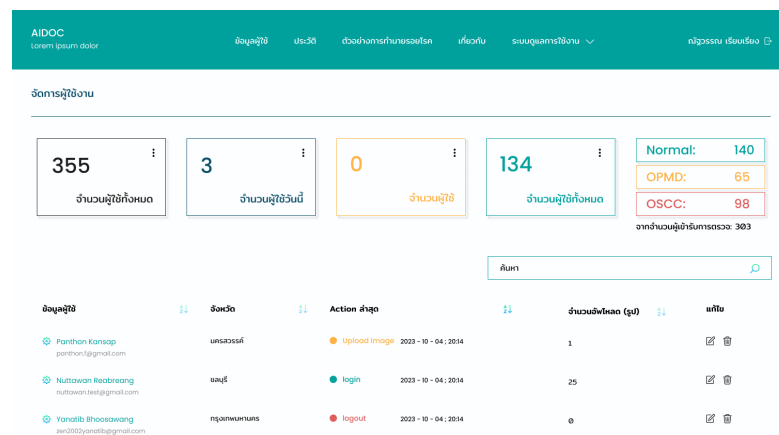 AIDOC
Lorem ipsum dolor
ข้อมูลผู้ใช้ ประวัติ ตัวอย่างการทำนายรอยโรค เกี่ยวกับ ระบบดูแลการใช้งาน ณัฐวรรณ เรียบเรียง
จัดการผู้ใช้งาน
355
จำนวนผู้ใช้ทั้งหมด
3
จำนวนผู้ใช้วันนี้
0
จำนวนผู้ใช้
134
จำนวนผู้ใช้ทั้งหมด
Normal: 140
OPMD: 65
OSCC: 98
จากจำนวนผู้เข้ารับการตรวจ: 303
ค้นหา
ข้อมูลผู้ใช้ จังหวัด Action ล่าสุด จำนวนอัพโหลด (รูป) แก้ไข
Panthon Kansap นครสวรรค์ Upload Image 2023 - 10 - 04 ; 20:14 1
panthon.f@gmail.com
Nuttawan Reabreang ชลบุรี login 2023 - 10 - 04 ; 20:14 25
nuttawan.test@gmail.com
Yanatib Bhoosawang กรุงเทพมหานคร logout 2023 - 10 - 04 ; 20:14 0
zen2002yanatib@gmail.com